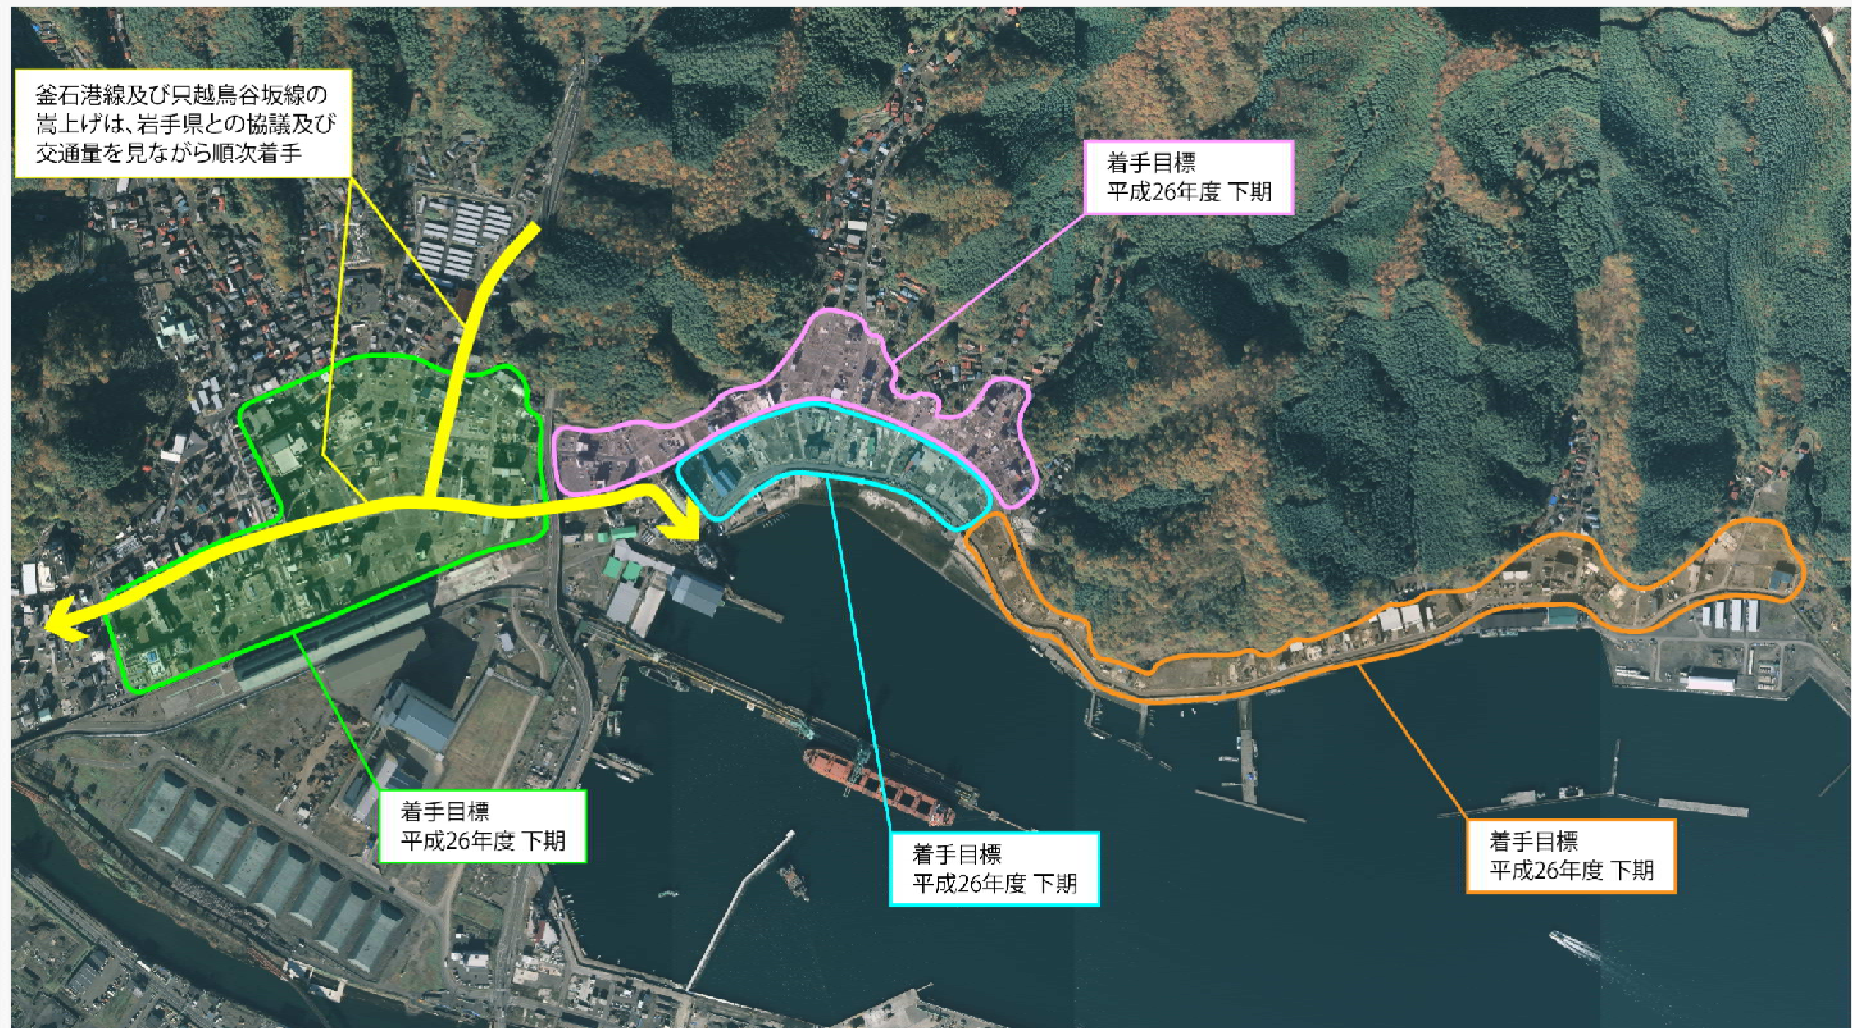 釜石港線及び只越鳥谷坂線の
嵩上げは、岩手県との協議及び
交通量を見ながら順次着手
着手目標
平成26年度 下期
着手目標
平成26年度 下期
着手目標
平成26年度 下期
着手目標
平成26年度 下期